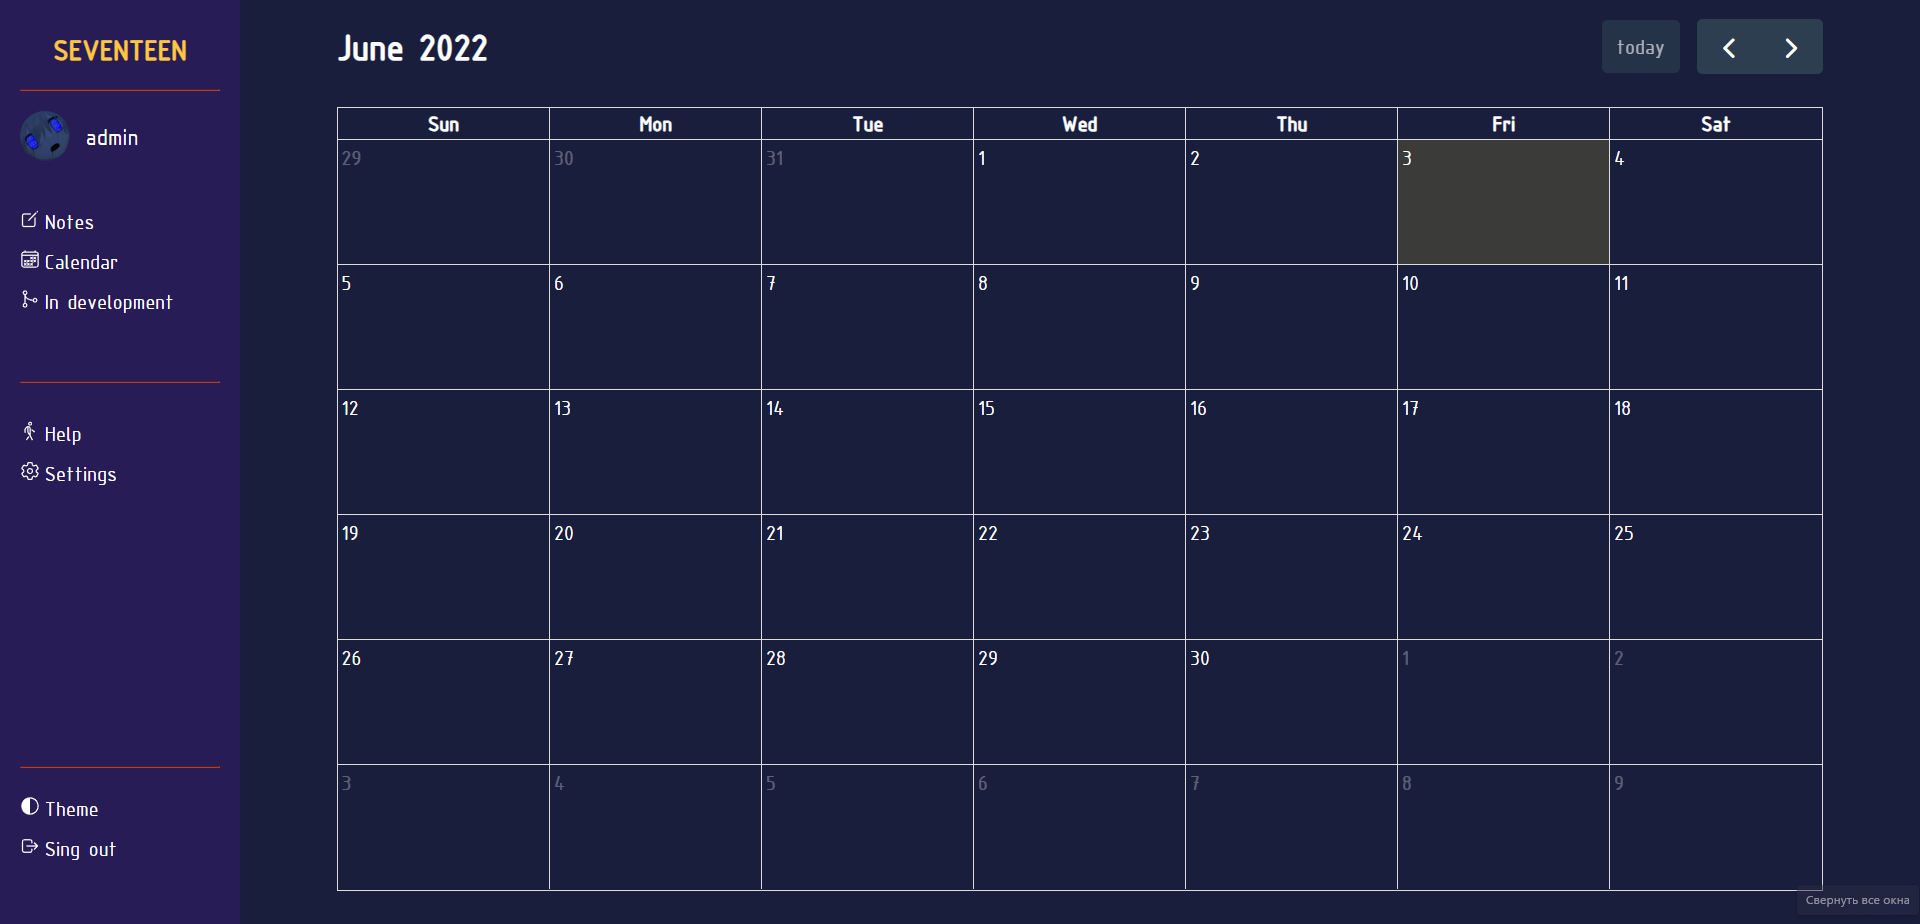 SEVENTEEN
admin
Notes
Calendar
In development
Help
Settings
Theme
Sing out
June 2022
today
Sun Mon Tue Wed Thu Fri Sat
29 30 31 1 2 3 4
5 6 7 8 9 10 11
12 13 14 15 16 17 18
19 20 21 22 23 24 25
26 27 28 29 30 1 2
3 4 5 6 7 8 9
Свернуть все окна